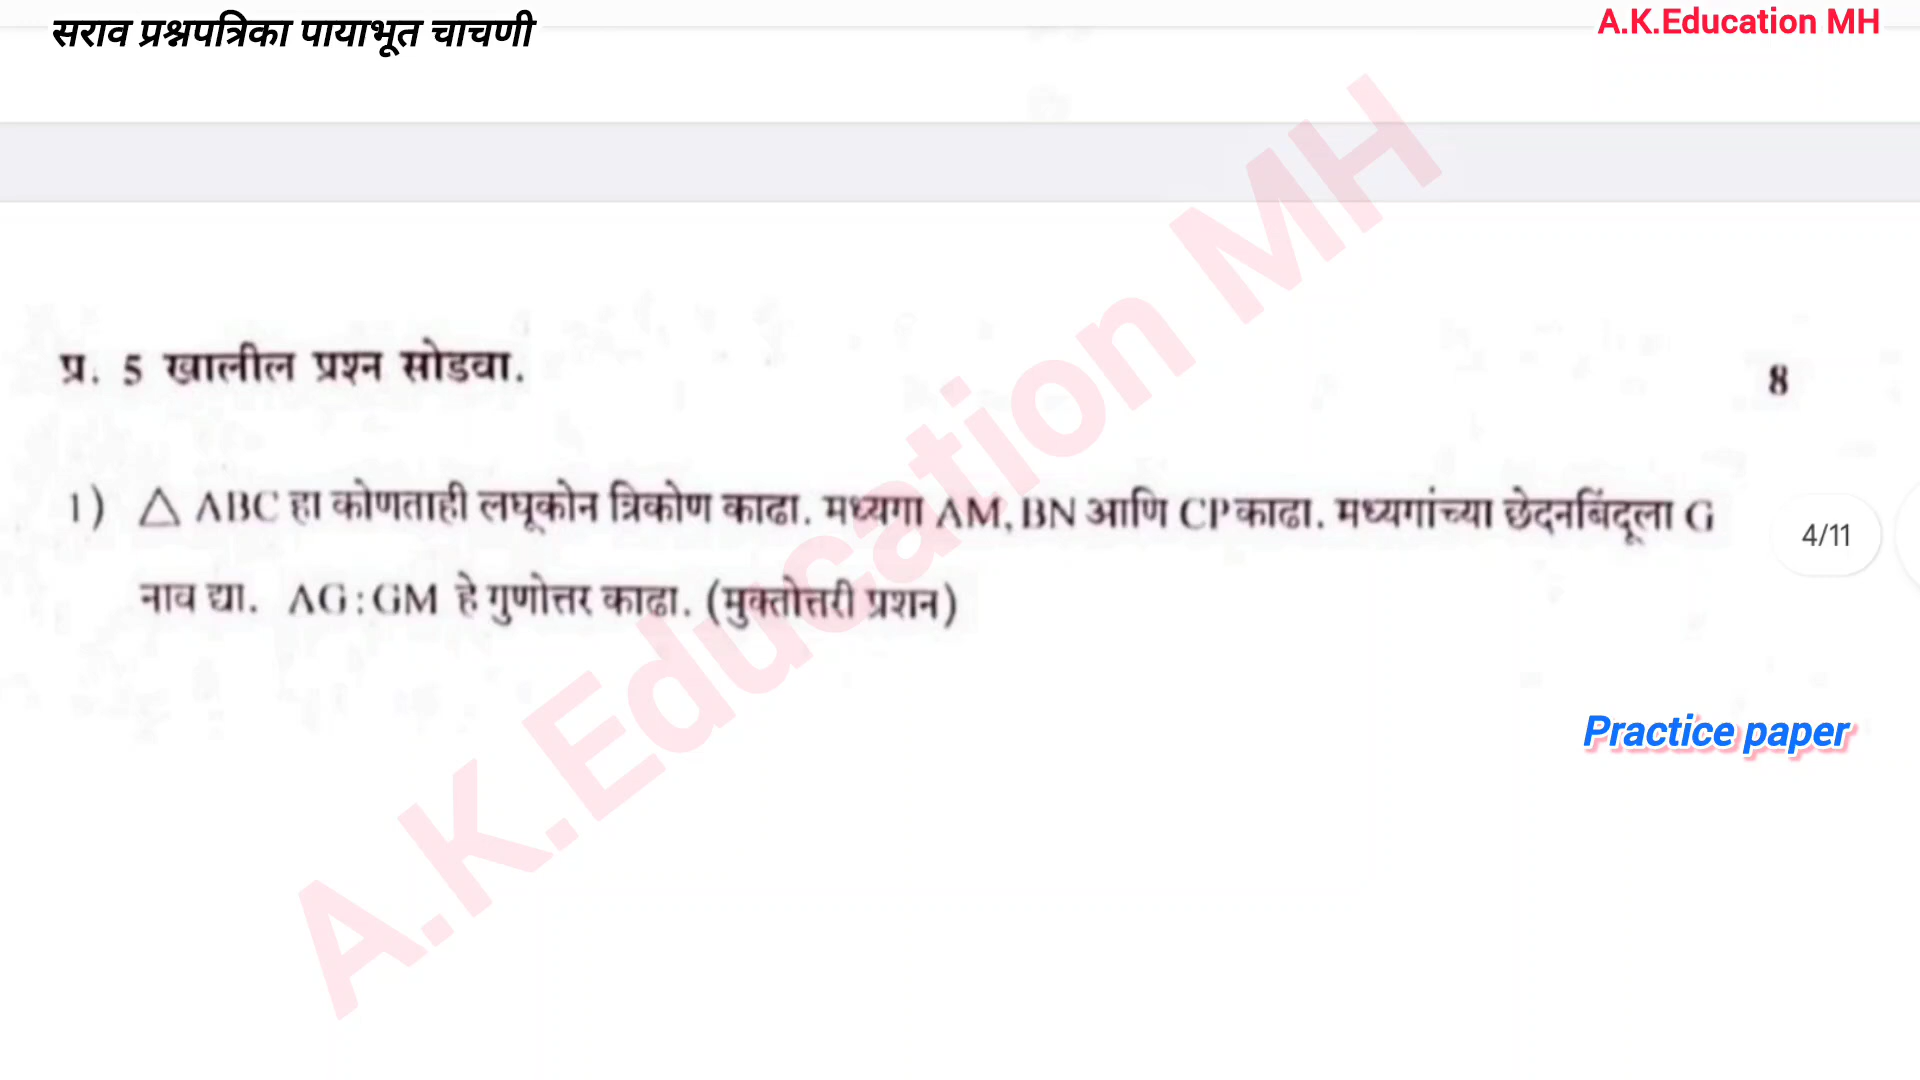 सराव प्रश्नपत्रिका पायाभूत चाचणी
A.K.Education MH
प्र. 5 खालील प्रश्न सोडवा.
8
1) △ ABC हा कोणताही लघूकोन त्रिकोण काढा. मध्यगा AM, BN आणि CP काढा. मध्यगांच्या छेदनबिंदूला G
4/11
नाव द्या. AG : GM हे गुणोत्तर काढा. (मुक्तोत्तरी प्रशन)
Practice paper
A.K.Education MH